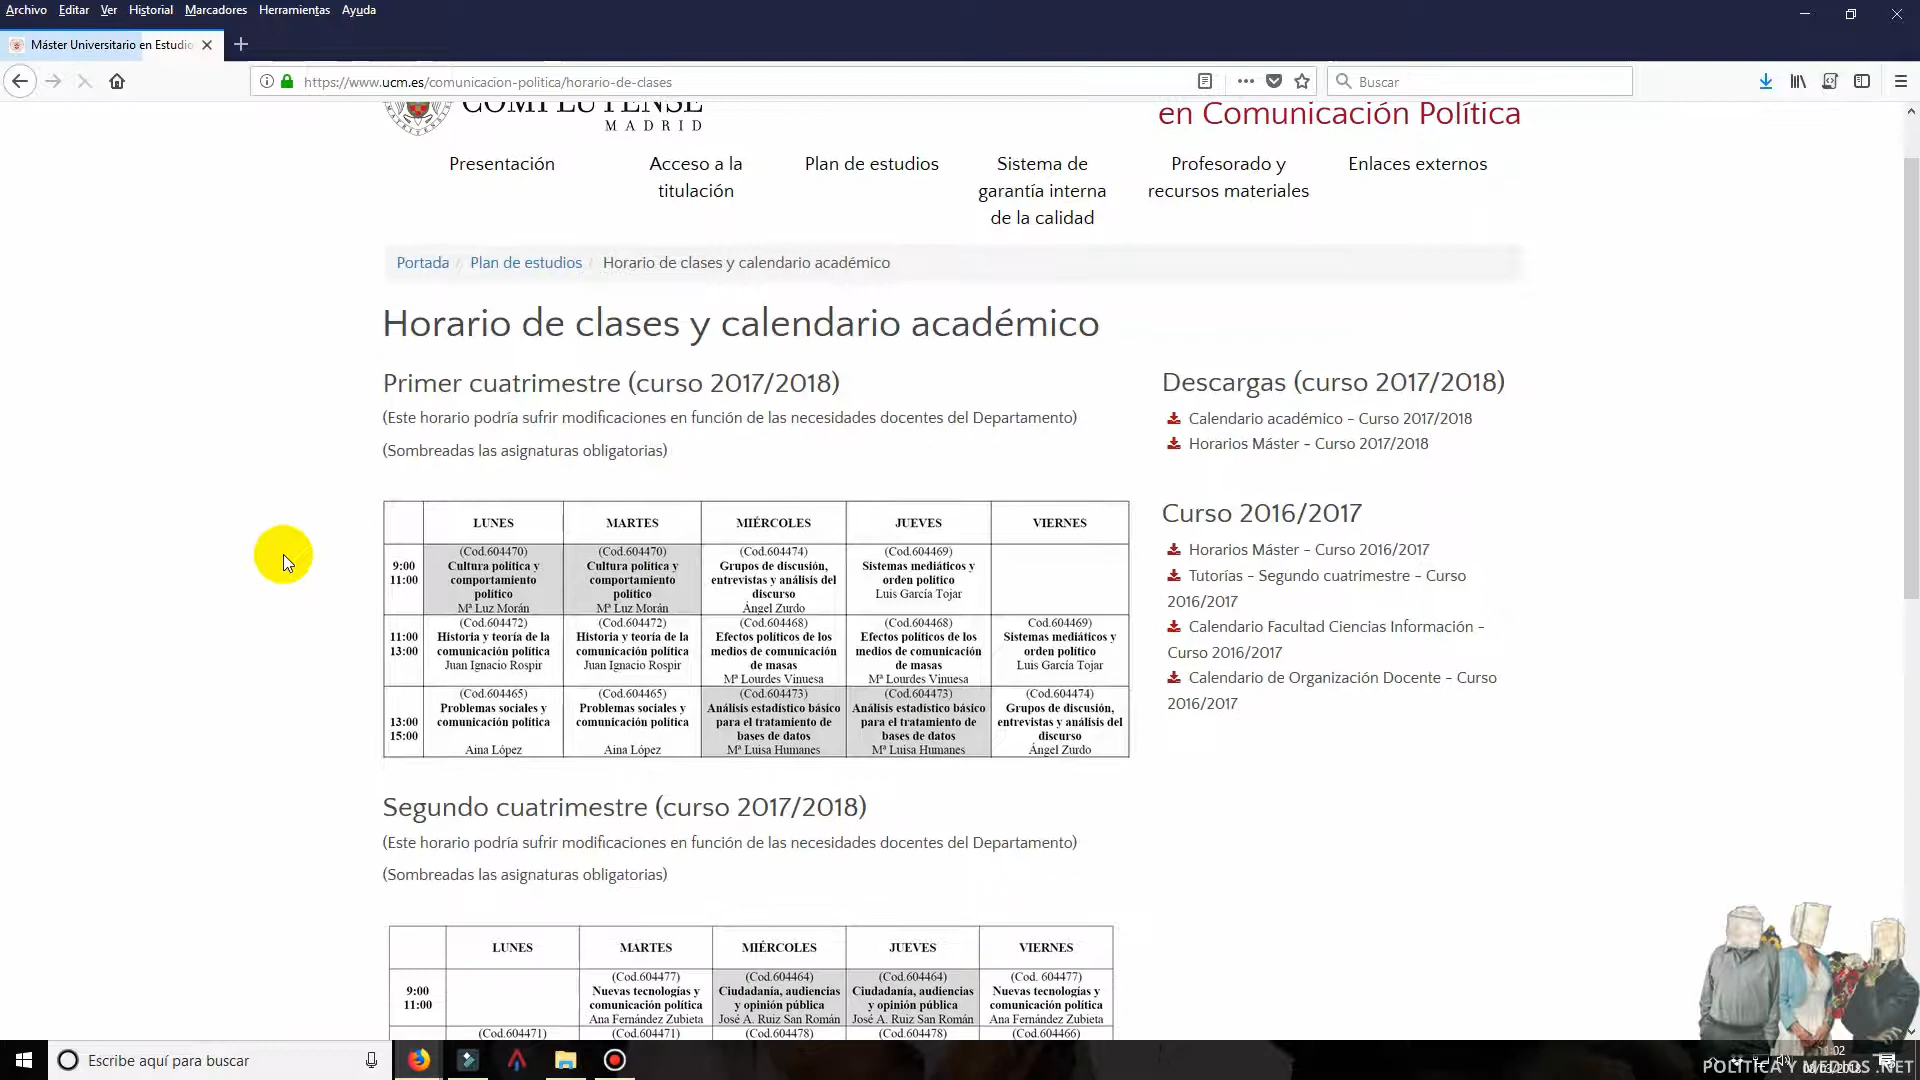 Archivo Editar Ver Historial Marcadores Herramientas Ayuda
Máster Universitario en Estudio
https://www.ucm.es/comunicacion-politica/horario-de-clases
Buscar
COMPLUTENSE
MADRID
en Comunicación Política
Presentación
Acceso a la
titulación
Plan de estudios
Sistema de
garantía interna
de la calidad
Profesorado y
recursos materiales
Enlaces externos
Portada / Plan de estudios / Horario de clases y calendario académico
Horario de clases y calendario académico
Primer cuatrimestre (curso 2017/2018)
(Este horario podría sufrir modificaciones en función de las necesidades docentes del Departamento)
(Sombreadas las asignaturas obligatorias)
LUNES MARTES MIÉRCOLES JUEVES VIERNES
9:00
11:00
(Cod.604470)
Cultura política y
comportamiento
político
Mª Luz Morán
(Cod.604470)
Cultura política y
comportamiento
político
Mª Luz Morán
(Cod.604474)
Grupos de discusión,
entrevistas y análisis del
discurso
Ángel Zurdo
(Cod.604469)
Sistemas mediáticos y
orden político
Luis García Tojar
11:00
13:00
(Cod.604472)
Historia y teoría de la
comunicación política
Juan Ignacio Rospir
(Cod.604472)
Historia y teoría de la
comunicación política
Juan Ignacio Rospir
(Cod.604468)
Efectos políticos de los
medios de comunicación
de masas
Mª Lourdes Vinuesa
(Cod.604468)
Efectos políticos de los
medios de comunicación
de masas
Mª Lourdes Vinuesa
Cod.604469)
Sistemas mediáticos y
orden político
Luis García Tojar
13:00
15:00
(Cod.604465)
Problemas sociales y
comunicación política
Aina López
(Cod.604465)
Problemas sociales y
comunicación política
Aina López
(Cod.604473)
Análisis estadístico básico
para el tratamiento de
bases de datos
Mª Luisa Humanes
(Cod.604473)
Análisis estadístico básico
para el tratamiento de
bases de datos
Mª Luisa Humanes
(Cod.604474)
Grupos de discusión,
entrevistas y análisis del
discurso
Ángel Zurdo
Segundo cuatrimestre (curso 2017/2018)
(Este horario podría sufrir modificaciones en función de las necesidades docentes del Departamento)
(Sombreadas las asignaturas obligatorias)
LUNES MARTES MIÉRCOLES JUEVES VIERNES
9:00
11:00
(Cod.604477)
Nuevas tecnologías y
comunicación política
Ana Fernández Zubieta
(Cod.604464)
Ciudadanía, audiencias
y opinión pública
José A. Ruiz San Román
(Cod.604464)
Ciudadanía, audiencias
y opinión pública
José A. Ruiz San Román
(Cod. 604477)
Nuevas tecnologías y
comunicación política
Ana Fernández Zubieta
(Cod.604471) (Cod.604471) (Cod.604478) (Cod.604478) (Cod.604466)
Descargas (curso 2017/2018)
Calendario académico - Curso 2017/2018
Horarios Máster - Curso 2017/2018
Curso 2016/2017
Horarios Máster - Curso 2016/2017
Tutorías - Segundo cuatrimestre - Curso
2016/2017
Calendario Facultad Ciencias Información -
Curso 2016/2017
Calendario de Organización Docente - Curso
2016/2017
Escribe aquí para buscar
POLITICA Y MEDIOS .NET